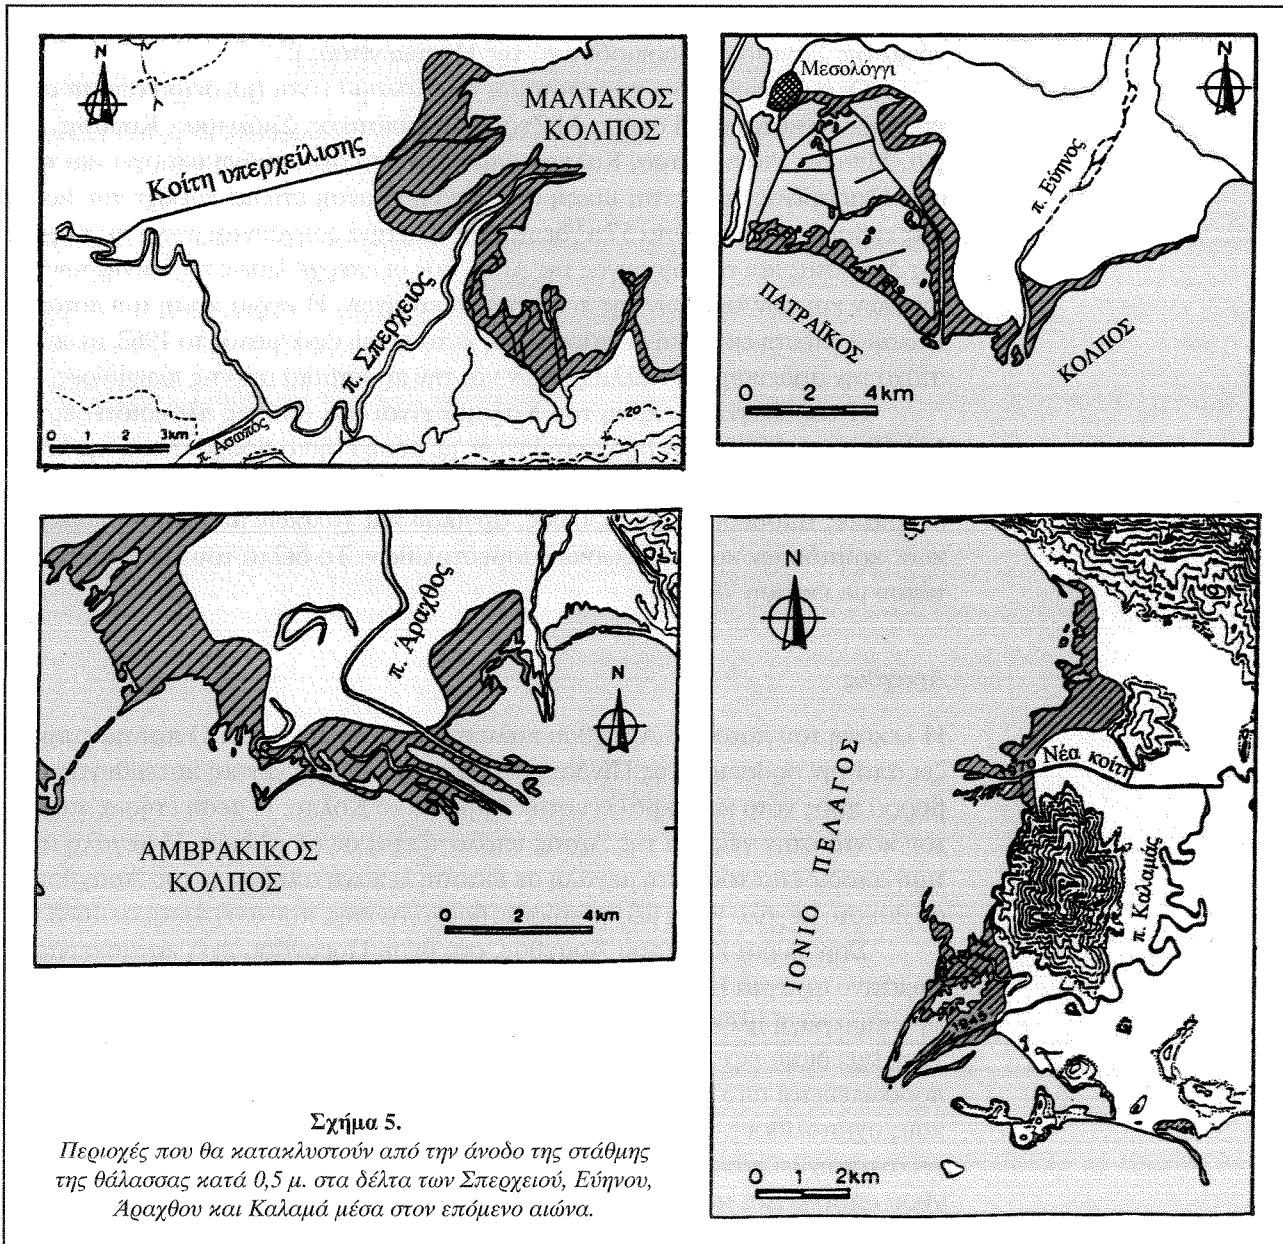 N
ΜΑΛΙΑΚΟΣ
ΚΟΛΠΟΣ
Κοίτη υπερχείλισης
π. Σπερχειός
π. Ασωπός
0 1 2 3km
20
N
Μεσολόγγι
π. Εύηνος
ΠΑΤΡΑΪΚΟΣ
ΚΟΛΠΟΣ
0 2 4km
π. Άραχθος
N
ΑΜΒΡΑΚΙΚΟΣ
ΚΟΛΠΟΣ
0 2 4km
N
Νέα κοίτη
1970
ΙΟΝΙΟ ΠΕΛΑΓΟΣ
π. Καλαμάς
1945
0 1 2km
Σχήμα 5.
Περιοχές που θα κατακλυστούν από την άνοδο της στάθμης
της θάλασσας κατά 0,5 μ. στα δέλτα των Σπερχειού, Εύηνου,
Άραχθου και Καλαμά μέσα στον επόμενο αιώνα.